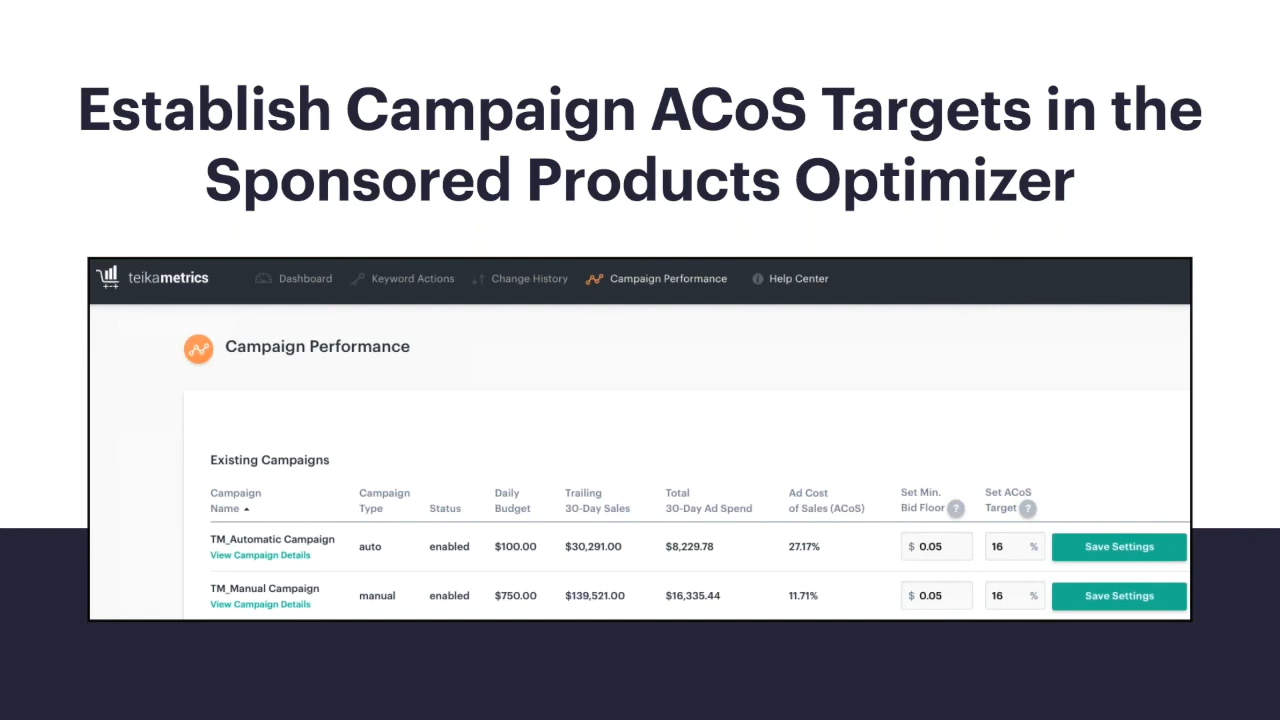 Establish Campaign ACoS Targets in the
Sponsored Products Optimizer
teikametrics Dashboard Keyword Actions Change History Campaign Performance Help Center
Campaign Performance
Existing Campaigns
Campaign Campaign Daily Trailing Total Ad Cost Set Min. Set ACoS
Name Type Status Budget 30-Day Sales 30-Day Ad Spend of Sales (ACoS) Bid Floor ? Target ?
TM_Automatic Campaign
auto enabled $100.00 $30,291.00 $8,229.78 27.17% $ 0.05 16 % Save Settings
View Campaign Details
TM_Manual Campaign
manual enabled $750.00 $139,521.00 $16,335.44 11.71% $ 0.05 16 % Save Settings
View Campaign Details